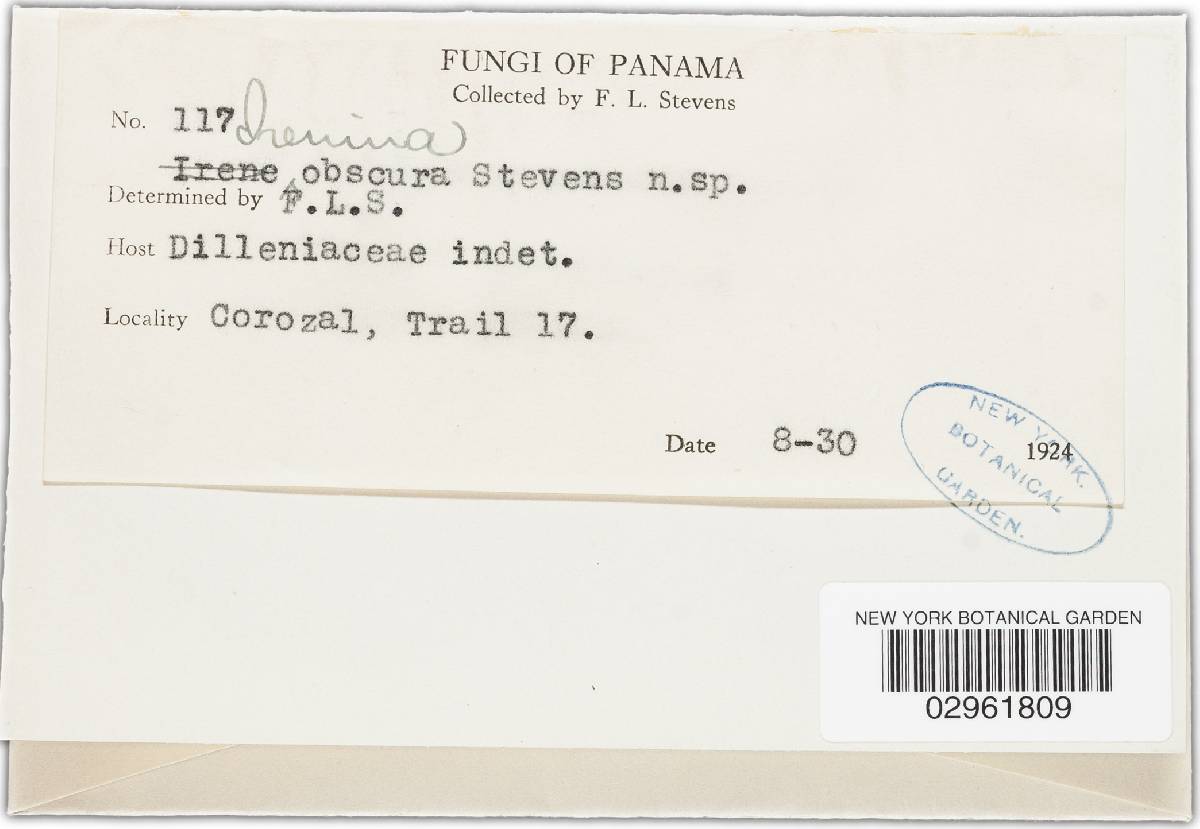 FUNGI OF PANAMA
Collected by F. L. Stevens
No. 117
Irenina
Irene ‸ obscura Stevens n.sp.
Determined by F.L.S.
Host Dilleniaceae indet.
Locality Corozal, Trail 17.
Date 8-30 1924
NEW YORK.
BOTANICAL
GARDEN.
NEW YORK BOTANICAL GARDEN
02961809